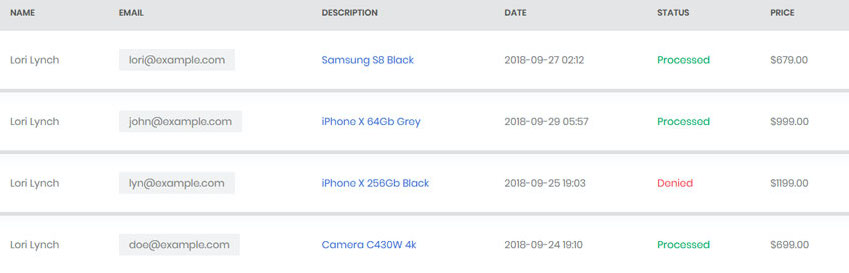 NAME EMAIL DESCRIPTION DATE STATUS PRICE
Lori Lynch lori@example.com Samsung S8 Black 2018-09-27 02:12 Processed $679.00
Lori Lynch john@example.com iPhone X 64Gb Grey 2018-09-29 05:57 Processed $999.00
Lori Lynch lyn@example.com iPhone X 256Gb Black 2018-09-25 19:03 Denied $1199.00
Lori Lynch doe@example.com Camera C430W 4k 2018-09-24 19:10 Processed $699.00